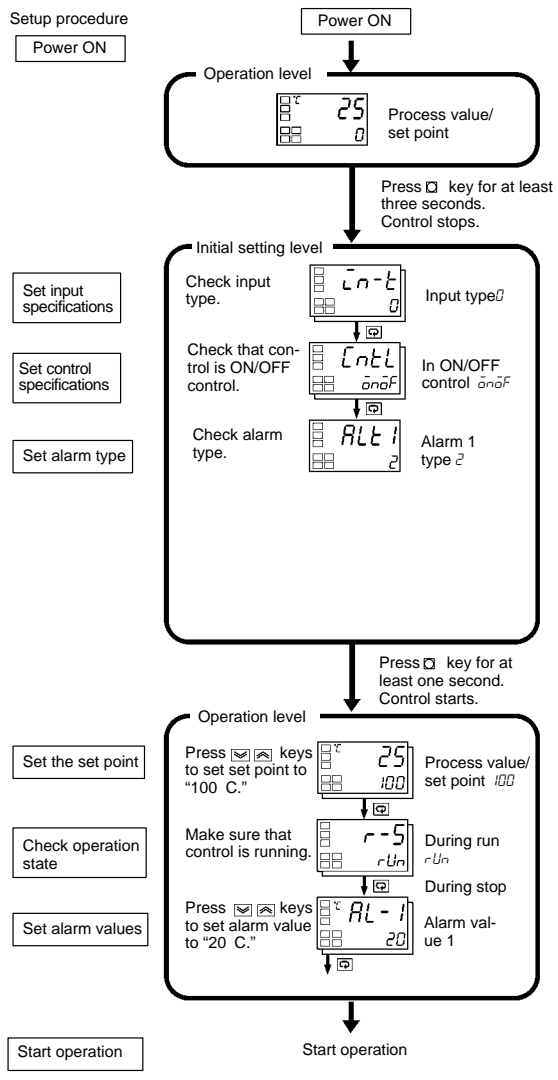 Setup procedure
Power ON
Power ON
Operation level
℃
25
0
Process value/
set point
Press key for at least
three seconds.
Control stops.
Initial setting level
Set input
specifications
Check input
type.
in-t
0
Input type 0
Set control
specifications
Check that con-
trol is ON/OFF
control.
CntL
onoF
In ON/OFF
control onoF
Set alarm type
Check alarm
type.
ALt1
2
Alarm 1
type 2
Press key for at
least one second.
Control starts.
Operation level
Set the set point
Press keys
to set set point to
“100 C.”
℃
25
100
Process value/
set point 100
Check operation
state
Make sure that
control is running.
r-S
rUn
During run
rUn
During stop
Set alarm values
Press keys
to set alarm value
to “20 C.”
℃
AL-1
20
Alarm val-
ue 1
Start operation
Start operation